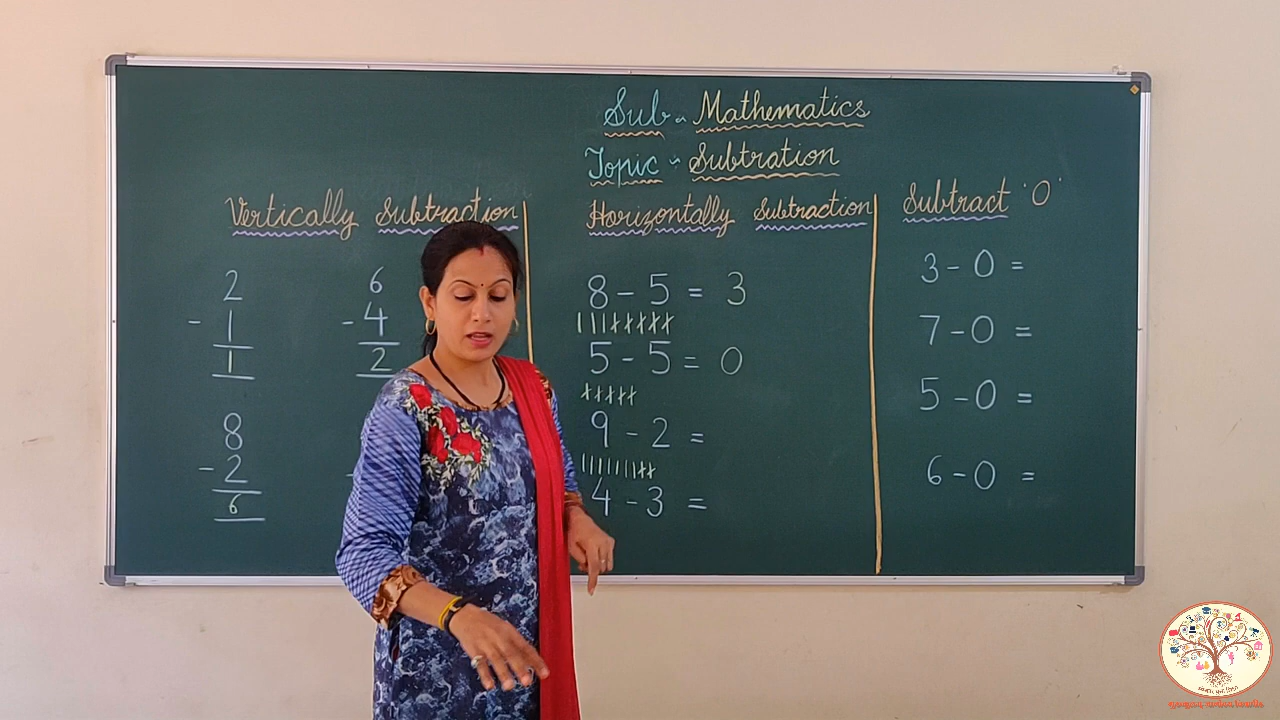 Sub - Mathematics
Topic - Subtration
Vertically Subtraction
2
- 1
1
6
- 4
2
8
- 2
6
-
Horizontally Subtraction
8 - 5 = 3
5 - 5 = 0
9 - 2 =
4 - 3 =
Subtract '0'
3 - 0 =
7 - 0 =
5 - 0 =
6 - 0 =